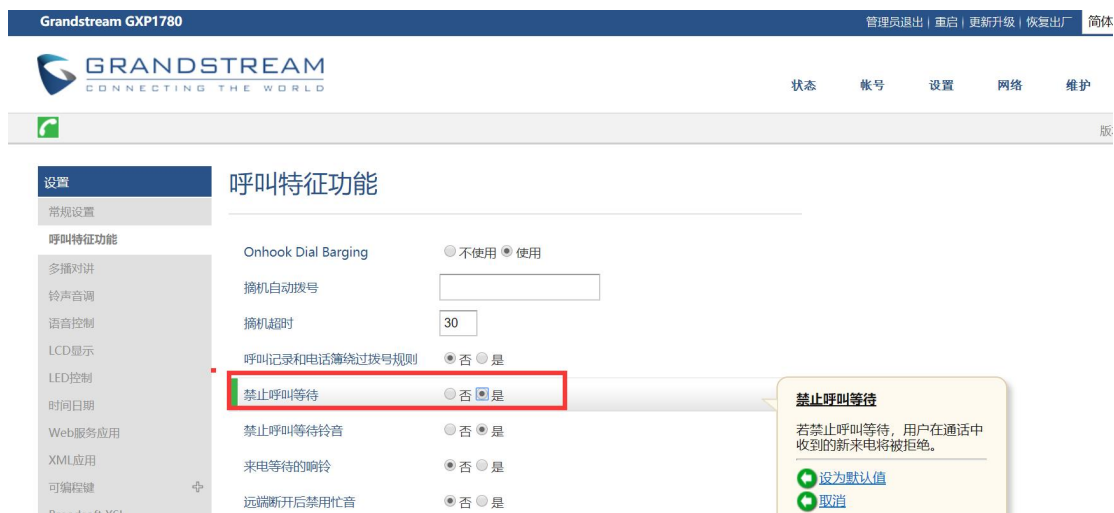 Grandstream GXP1780
管理员退出 | 重启 | 更新升级 | 恢复出厂
简体
GRANDSTREAM
CONNECTING THE WORLD
状态 帐号 设置 网络 维护
设置
常规设置
呼叫特征功能
多播对讲
铃声音调
语音控制
LCD显示
LED控制
时间日期
Web服务应用
XML应用
可编程键
呼叫特征功能
Onhook Dial Barging 不使用 使用
摘机自动拨号
摘机超时 30
呼叫记录和电话簿绕过拨号规则 否 是
禁止呼叫等待 否 是
禁止呼叫等待铃音 否 是
来电等待的响铃 否 是
远端断开后禁用忙音 否 是
禁止呼叫等待
若禁止呼叫等待，用户在通话中
收到的新来电将被拒绝。
设为默认值
取消